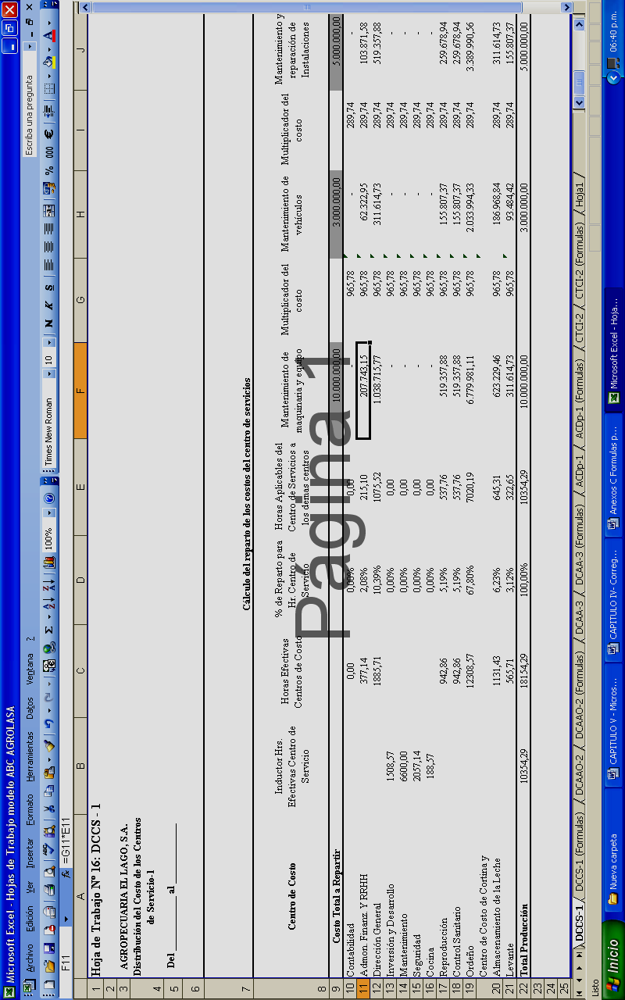 Microsoft Excel - Hojas de Trabajo modelo ABC AGROLASA
Archivo Edición Ver Insertar Formato Datos Herramientas Ventana ?
Escriba una pregunta
100% Times New Roman 10 N K S % 000 €
F11 fx =G11*E11
A B C D E F G H I J
1 Hoja de Trabajo Nº 16: DCCS - 1
2
3 AGROPECUARIA EL LAGO, S.A.
Distribución del Costo de los Centros
4 de Servicio-1
5 Del ________ al ________
6
7 Cálculo del reparto de los costos del centro de servicios
8 Centro de Costo | Inductor Hrs. Efectivas Centro de Servicio | Horas Efectivas Centros de Costo | % de Reparto para Hr. Centro de Servicio | Horas Aplicables del Centro de Servicios a los demas centros | Mantenimiento de maquinaria y equipo | Multiplicador del costo | Mantenimiento de vehículos | Multiplicador del costo | Mantenimiento y reparación de Instalaciones
9 Costo Total a Repartir 10.000.000,00 3.000.000,00 5.000.000,00
10 Contabilidad 0,00 0,00% 0,00 - 965,78 - 289,74 -
11 Admon. Finanz. Y RRHH 377,14 2,08% 215,10 207.743,15 965,78 62.322,95 289,74 103.871,58
12 Dirección General 1885,71 10,39% 1075,52 1.038.715,77 965,78 311.614,73 289,74 519.357,88
13 Inversión y Desarrollo 1508,57 0,00% 0,00 - 965,78 - 289,74 -
14 Mantenimiento 6600,00 0,00% 0,00 - 965,78 - 289,74 -
15 Seguridad 2057,14 0,00% 0,00 - 965,78 - 289,74 -
16 Cocina 188,57 0,00% 0,00 - 965,78 - 289,74 -
17 Reproducción 942,86 5,19% 537,76 519.357,88 965,78 155.807,37 289,74 259.678,94
18 Control Sanitario 942,86 5,19% 537,76 519.357,88 965,78 155.807,37 289,74 259.678,94
19 Ordeño 12308,57 67,80% 7020,19 6.779.981,11 965,78 2.033.994,33 289,74 3.389.990,56
Centro de Costo de Cortina y
20 Almacenamiento de la Leche 1131,43 6,23% 645,31 623.229,46 965,78 186.968,84 289,74 311.614,73
21 Levante 565,71 3,12% 322,65 311.614,73 965,78 93.484,42 289,74 155.807,37
22 Total Producción 10354,29 18154,29 100,00% 10354,29 10.000.000,00 3.000.000,00 5.000.000,00
23
24
25
Página 1
DCCS-1 / DCCS-1 (Formulas) / DCAAO-2 / DCAAO-2 (Formulas) / DCAA-3 / DCAA-3 (Formulas) / ACDp-1 / ACDp-1 (Formulas) / CTCI-2 / CTCI-2 (Formulas) / Hoja1
Listo
Inicio Nueva carpeta CAPITULO V - Micros... CAPITULO IV- Correg... Anexos C Formulas p... Microsoft Excel - Hoja... 06:40 p.m.